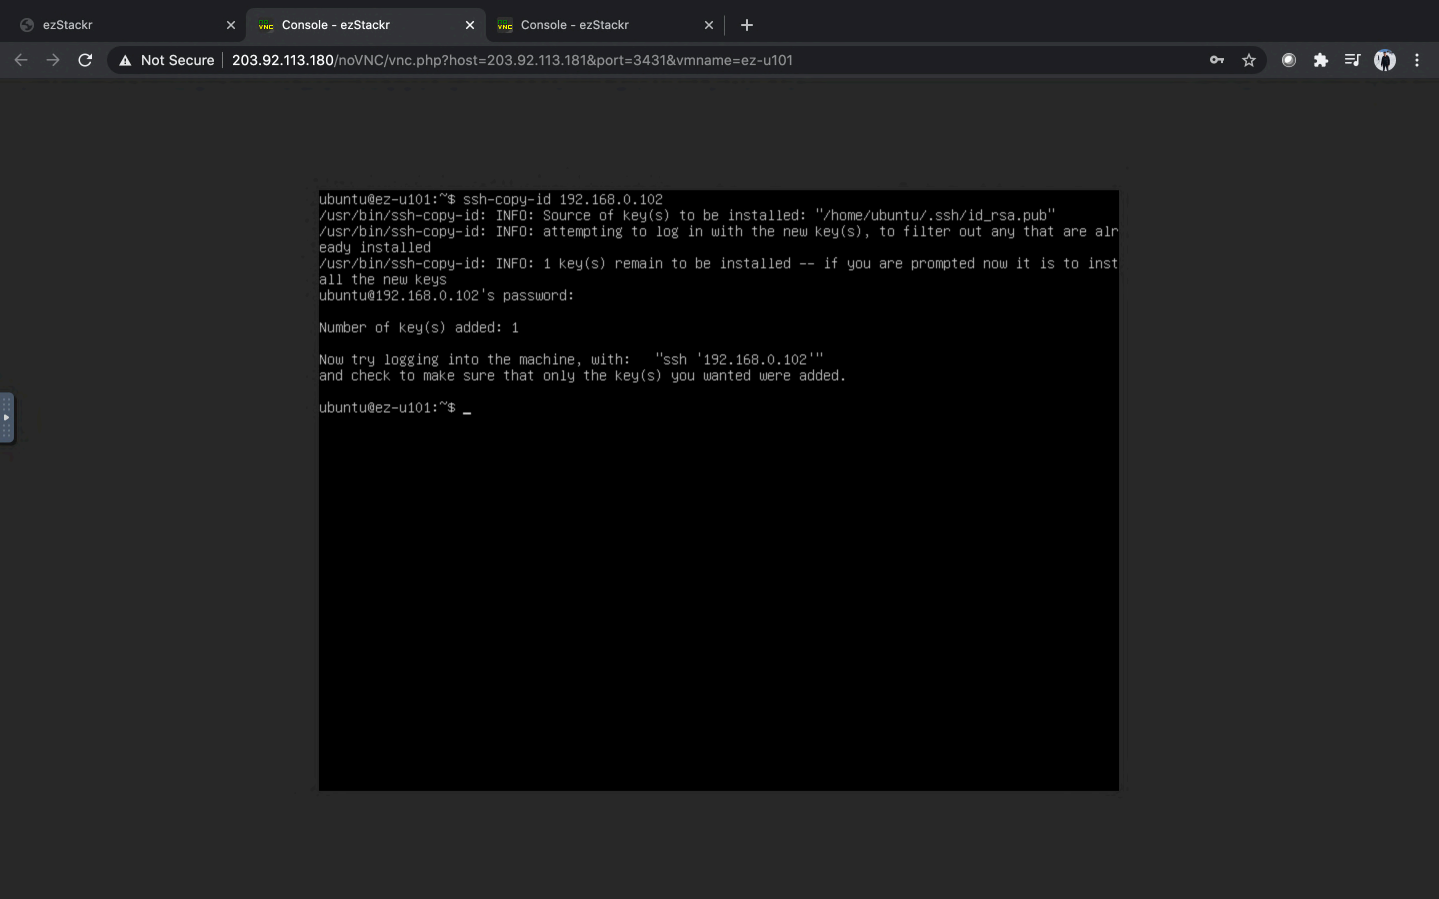 ezStackr
Console - ezStackr
Console - ezStackr
Not Secure
203.92.113.180/noVNC/vnc.php?host=203.92.113.181&port=3431&vmname=ez-u101
ubuntu@ez-u101:~$ ssh-copy-id 192.168.0.102
/usr/bin/ssh-copy-id: INFO: Source of key(s) to be installed: "/home/ubuntu/.ssh/id_rsa.pub"
/usr/bin/ssh-copy-id: INFO: attempting to log in with the new key(s), to filter out any that are alr
eady installed
/usr/bin/ssh-copy-id: INFO: 1 key(s) remain to be installed -- if you are prompted now it is to inst
all the new keys
ubuntu@192.168.0.102's password:
Number of key(s) added: 1
Now try logging into the machine, with:   "ssh '192.168.0.102'"
and check to make sure that only the key(s) you wanted were added.
ubuntu@ez-u101:~$ _